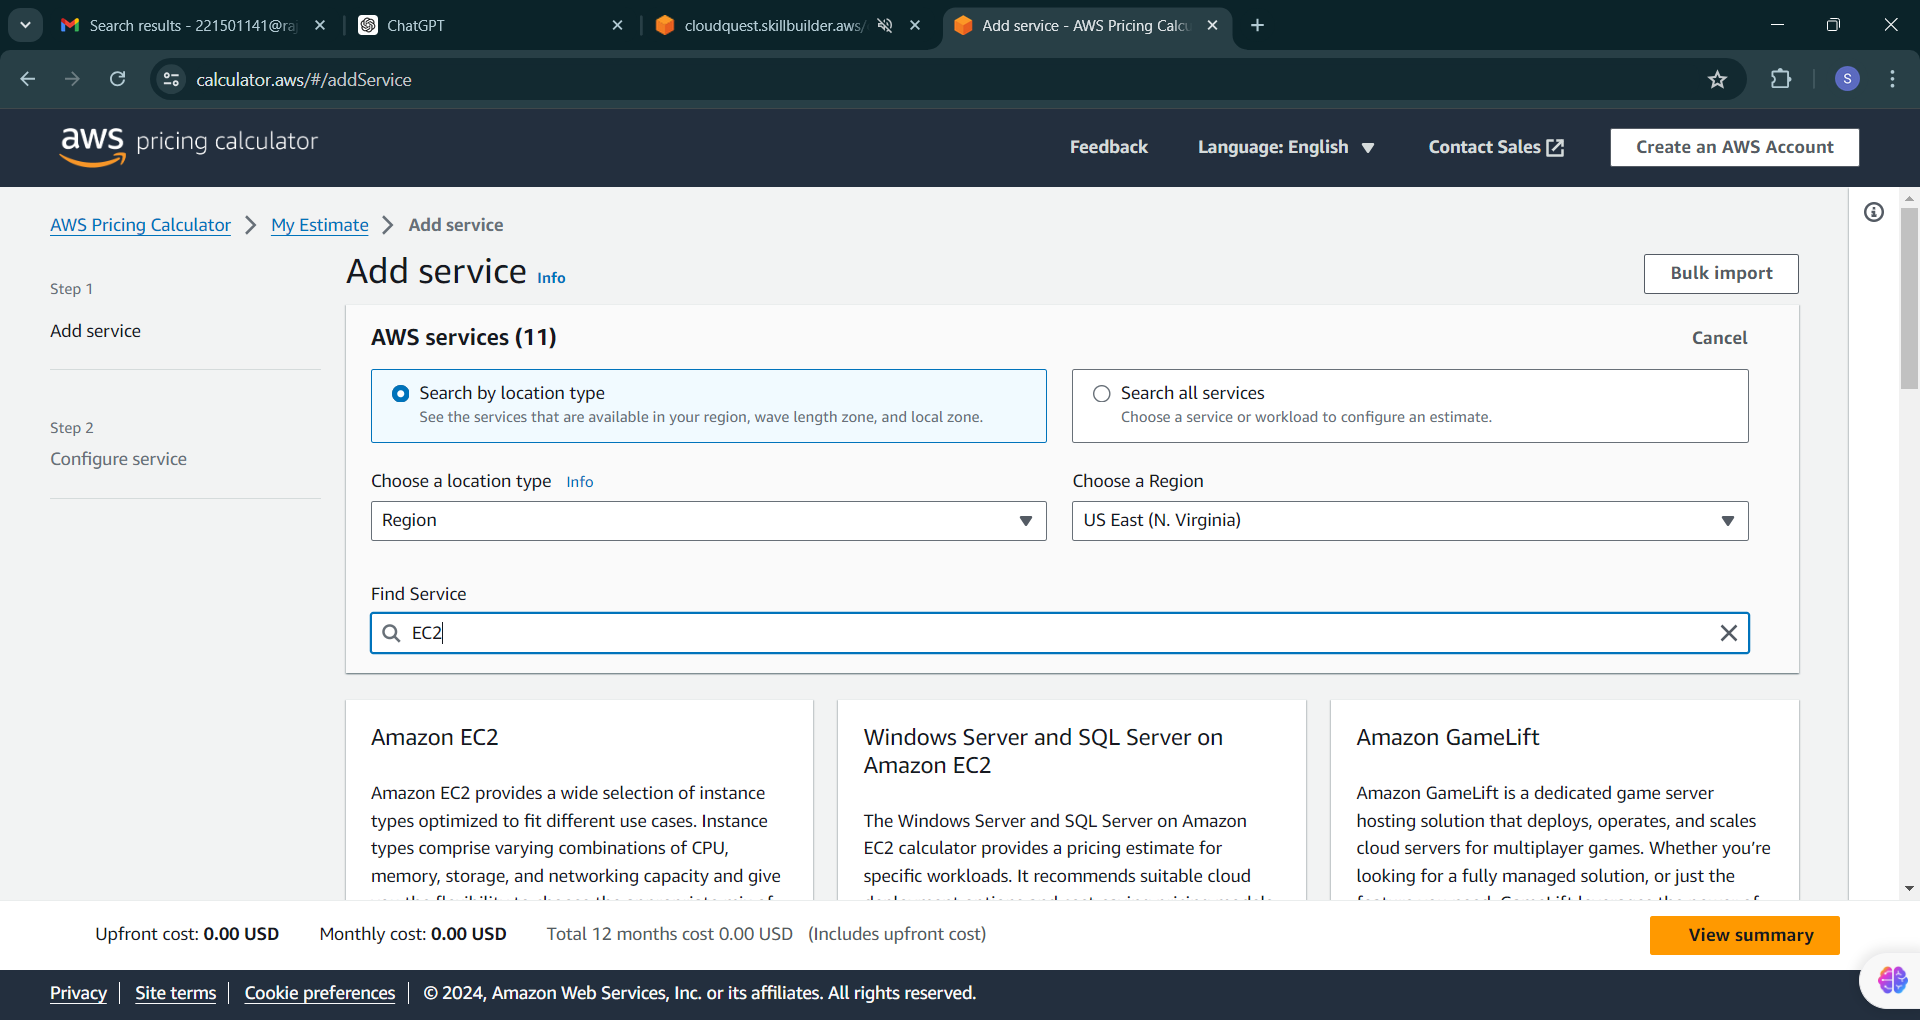 Search results - 221501141@raj
ChatGPT
cloudquest.skillbuilder.aws/
Add service - AWS Pricing Calcu
calculator.aws/#/addService
S
aws pricing calculator
Feedback
Language: English
Contact Sales
Create an AWS Account
AWS Pricing Calculator
My Estimate
Add service
Step 1
Add service
Step 2
Configure service
Add service Info
Bulk import
AWS services (11)
Cancel
Search by location type
See the services that are available in your region, wave length zone, and local zone.
Search all services
Choose a service or workload to configure an estimate.
Choose a location type Info
Region
Choose a Region
US East (N. Virginia)
Find Service
EC2
Amazon EC2
Amazon EC2 provides a wide selection of instance
types optimized to fit different use cases. Instance
types comprise varying combinations of CPU,
memory, storage, and networking capacity and give
Windows Server and SQL Server on
Amazon EC2
The Windows Server and SQL Server on Amazon
EC2 calculator provides a pricing estimate for
specific workloads. It recommends suitable cloud
Amazon GameLift
Amazon GameLift is a dedicated game server
hosting solution that deploys, operates, and scales
cloud servers for multiplayer games. Whether you're
looking for a fully managed solution, or just the
Upfront cost: 0.00 USD
Monthly cost: 0.00 USD
Total 12 months cost 0.00 USD (Includes upfront cost)
View summary
Privacy
Site terms
Cookie preferences
© 2024, Amazon Web Services, Inc. or its affiliates. All rights reserved.